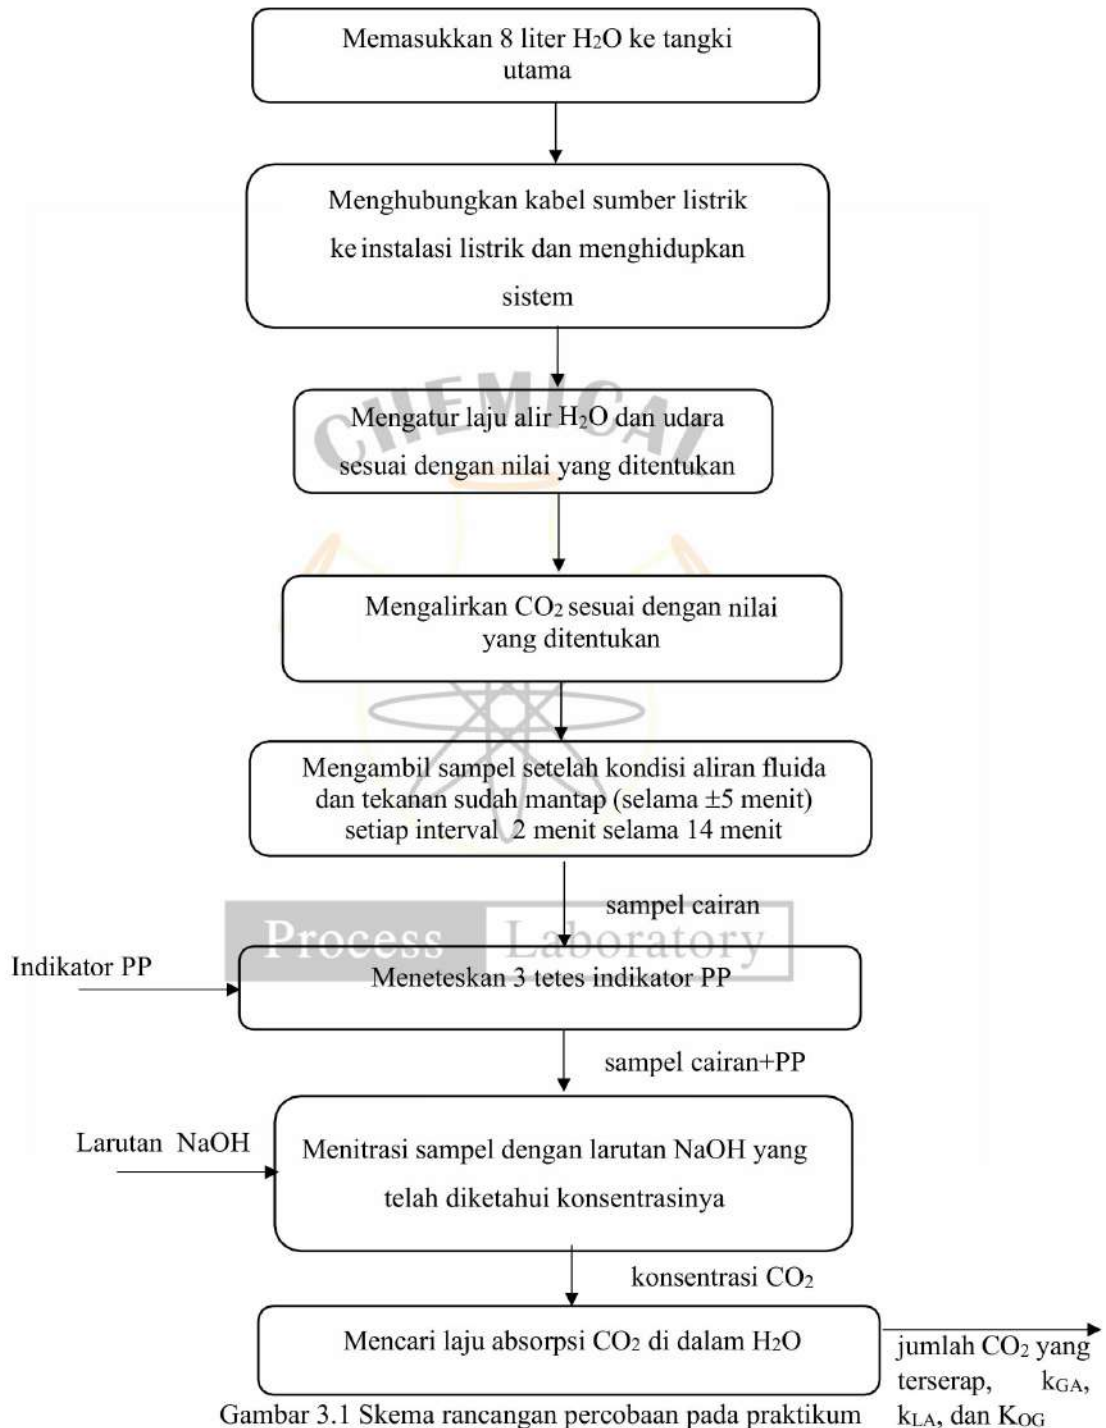 Memasukkan 8 liter H₂O ke tangki
utama
Menghubungkan kabel sumber listrik
ke instalasi listrik dan menghidupkan
sistem
CHEMICAL
Mengatur laju alir H₂O dan udara
sesuai dengan nilai yang ditentukan
Mengalirkan CO₂ sesuai dengan nilai
yang ditentukan
Mengambil sampel setelah kondisi aliran fluida
dan tekanan sudah mantap (selama ±5 menit)
setiap interval 2 menit selama 14 menit
sampel cairan
Process Laboratory
Indikator PP
Meneteskan 3 tetes indikator PP
sampel cairan+PP
Larutan NaOH
Menitrasi sampel dengan larutan NaOH yang
telah diketahui konsentrasinya
konsentrasi CO₂
Mencari laju absorpsi CO₂ di dalam H₂O
jumlah CO₂ yang
terserap, kGA,
kLA, dan KOG
Gambar 3.1 Skema rancangan percobaan pada praktikum